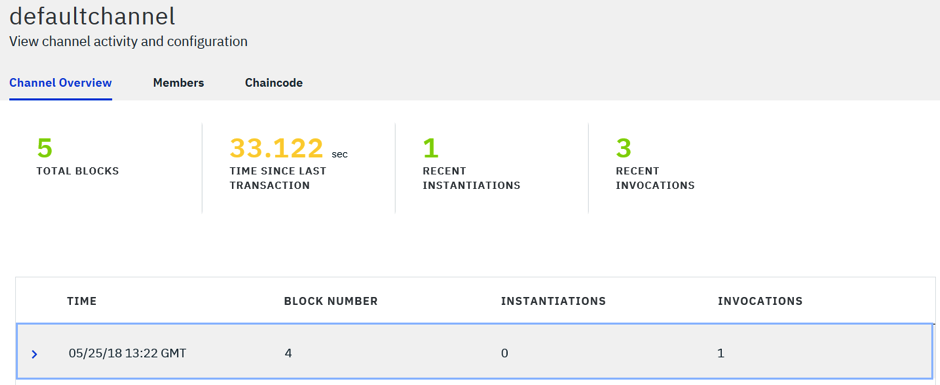 defaultchannel
View channel activity and configuration
Channel Overview Members Chaincode
5 33.122 sec 1 3
TOTAL BLOCKS TIME SINCE LAST RECENT RECENT
TRANSACTION INSTANTIATIONS INVOCATIONS
TIME BLOCK NUMBER INSTANTIATIONS INVOCATIONS
05/25/18 13:22 GMT 4 0 1